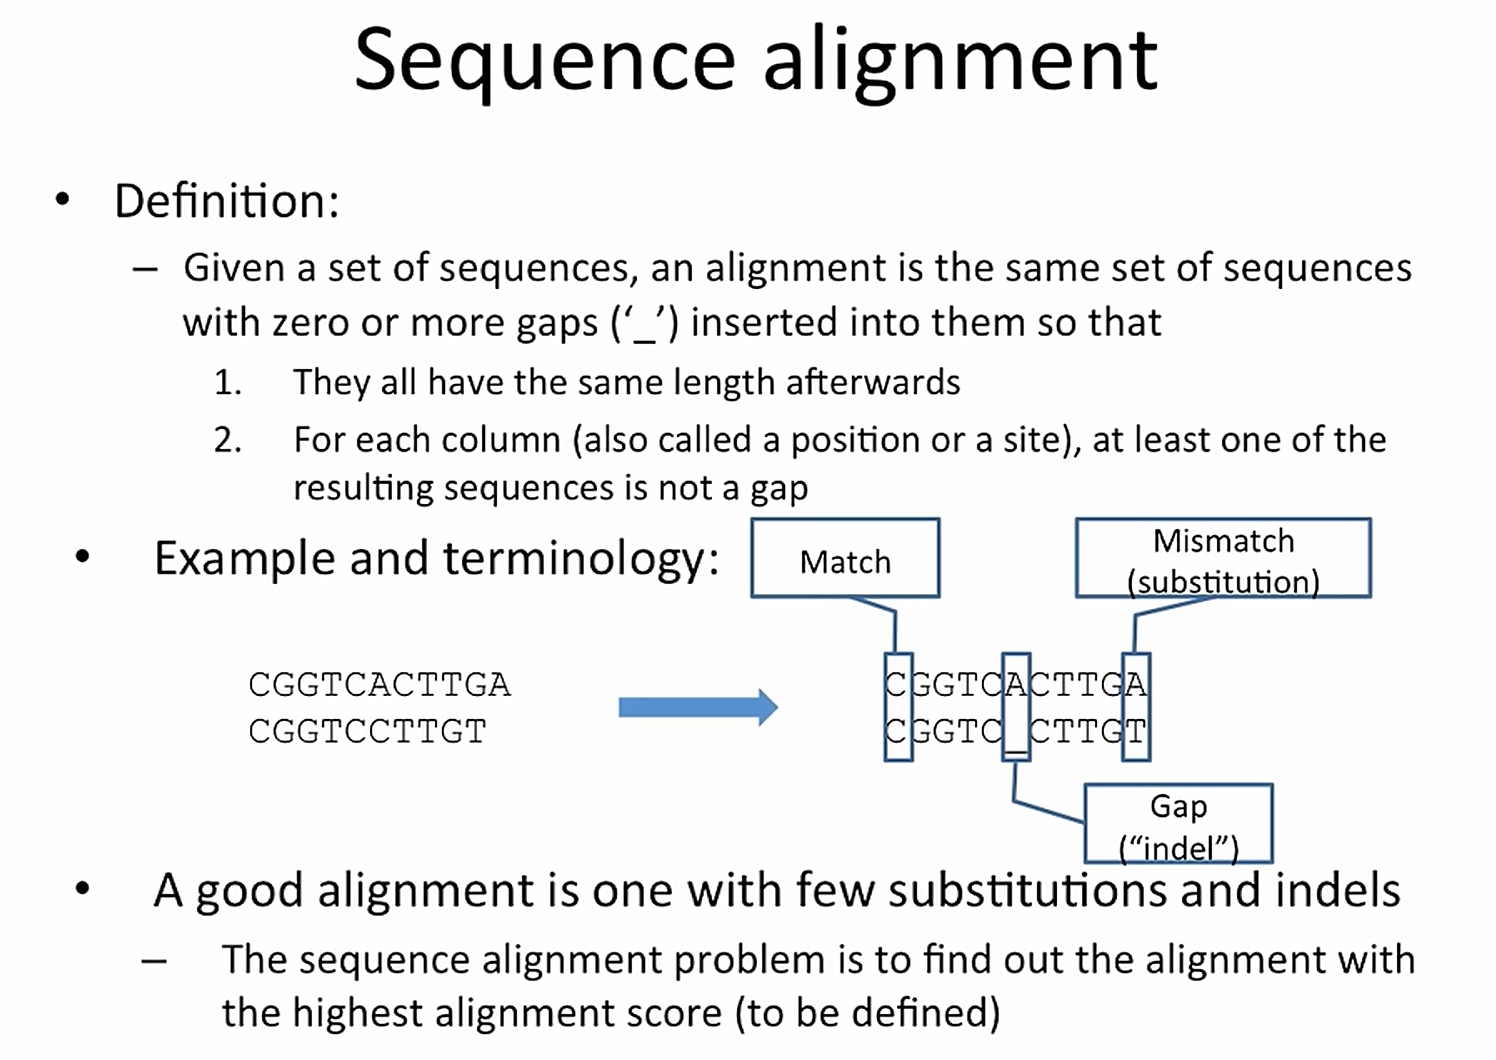 Sequence alignment
• Definition:
– Given a set of sequences, an alignment is the same set of sequences
with zero or more gaps (‘_’) inserted into them so that
1. They all have the same length afterwards
2. For each column (also called a position or a site), at least one of the
resulting sequences is not a gap
• Example and terminology:
Match
Mismatch
(substitution)
CGGTCACTTGA
CGGTCCTTGT
CGGTCACTTGA
CGGTC_CTTGT
Gap
(“indel”)
• A good alignment is one with few substitutions and indels
– The sequence alignment problem is to find out the alignment with
the highest alignment score (to be defined)